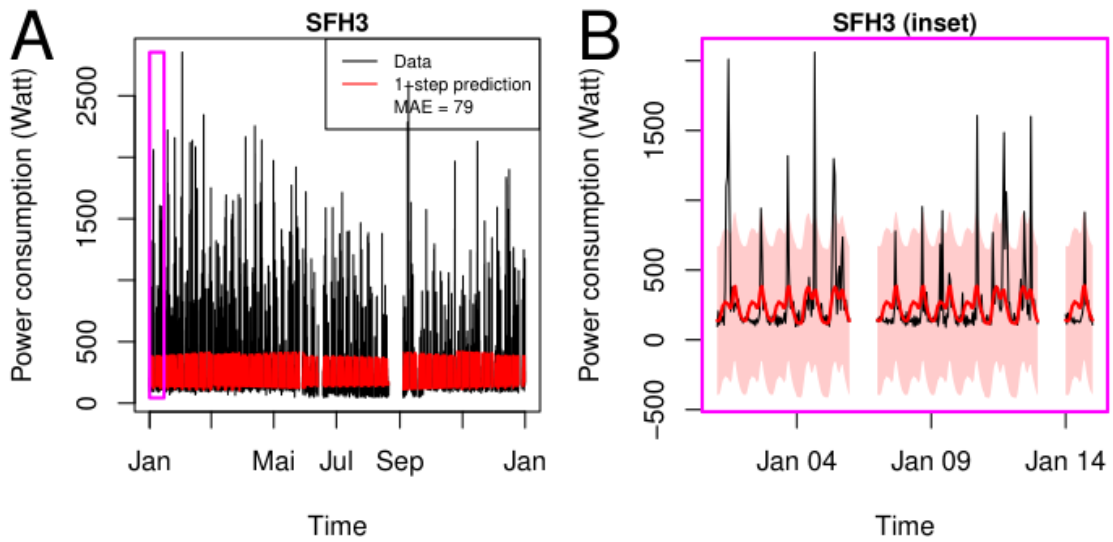 A
SFH3
Power consumption (Watt)
2500
1500
500
0
Data
1-step prediction
MAE = 79
Jan
Mai
Jul
Sep
Jan
Time
B
SFH3 (inset)
Power consumption (Watt)
1500
500
0
−500
Jan 04
Jan 09
Jan 14
Time